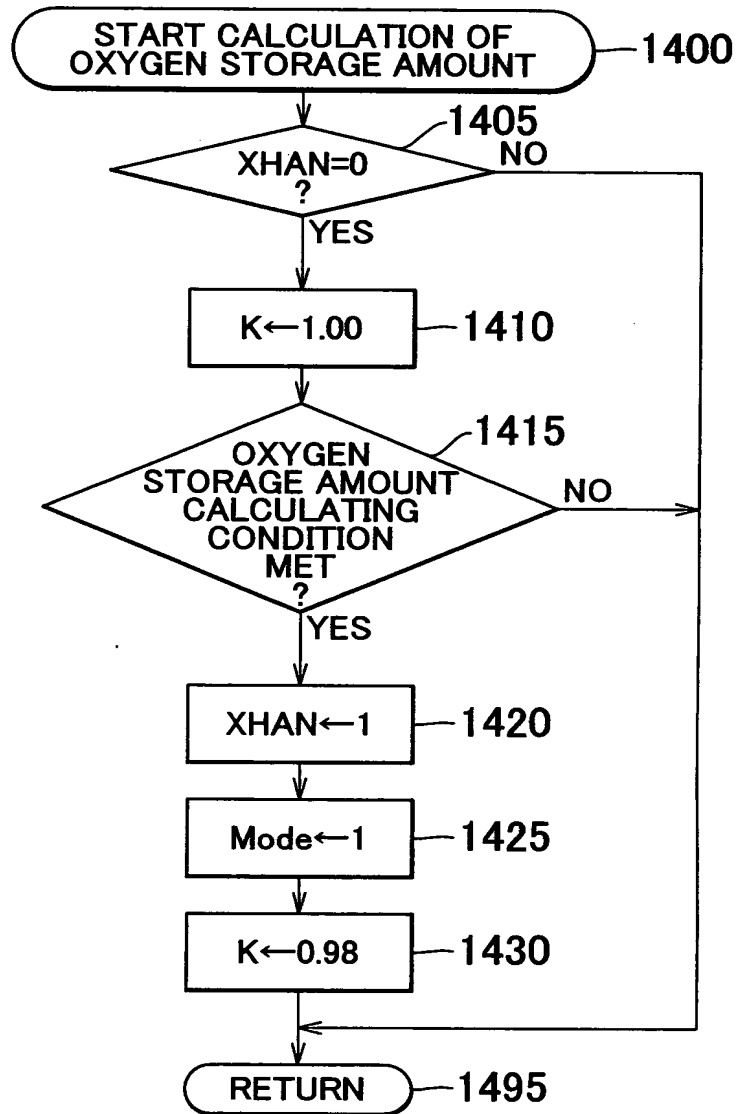 START CALCULATION OF
OXYGEN STORAGE AMOUNT
1400
1405
XHAN=0
?
NO
YES
K←1.00
1410
1415
OXYGEN
STORAGE AMOUNT
CALCULATING
CONDITION
MET
?
NO
YES
XHAN←1
1420
Mode←1
1425
K←0.98
1430
RETURN
1495